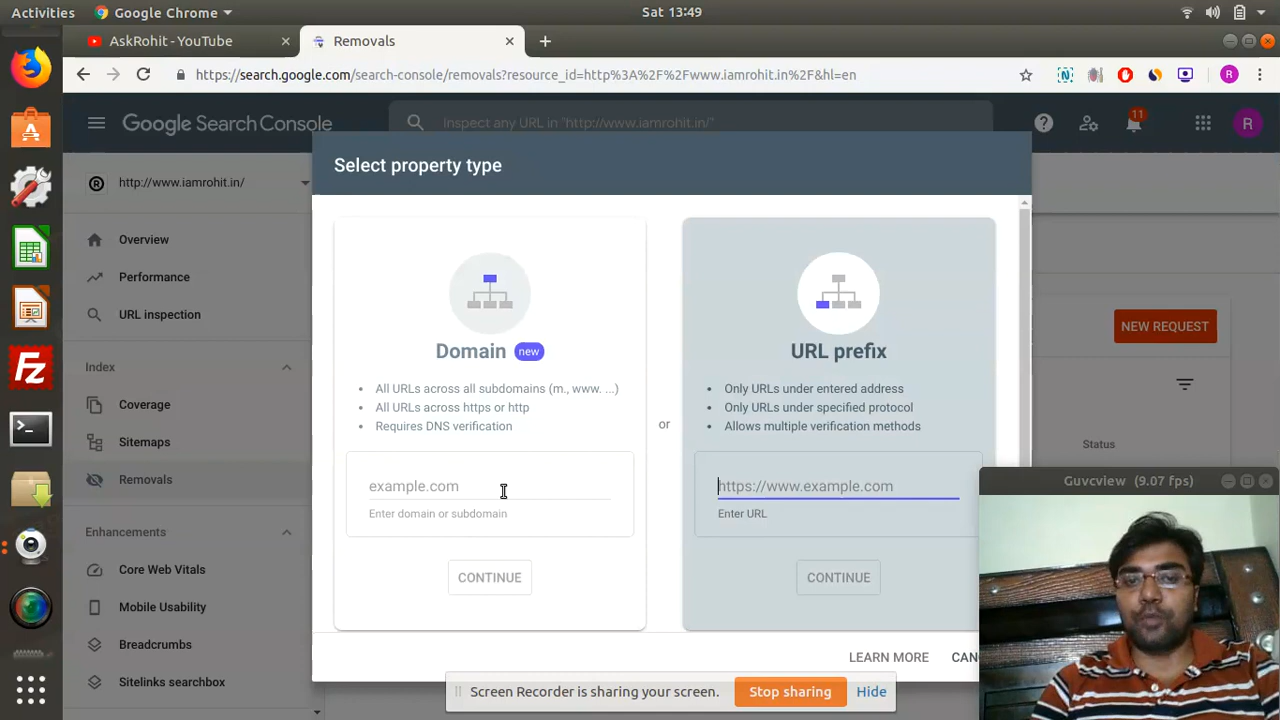 Activities
Google Chrome
Sat 13:49
AskRohit - YouTube
Removals
https://search.google.com/search-console/removals?resource_id=http%3A%2F%2Fwww.iamrohit.in%2F&hl=en
N
R
Google Search Console
Inspect any URL in "http://www.iamrohit.in/"
11
R
R
http://www.iamrohit.in/
Overview
Performance
URL inspection
Index
Coverage
Sitemaps
Removals
Enhancements
Core Web Vitals
Mobile Usability
Breadcrumbs
Sitelinks searchbox
Select property type
Domain new
All URLs across all subdomains (m., www. ...)
All URLs across https or http
Requires DNS verification
example.com
Enter domain or subdomain
CONTINUE
or
URL prefix
Only URLs under entered address
Only URLs under specified protocol
Allows multiple verification methods
https://www.example.com
Enter URL
CONTINUE
LEARN MORE
CAN
NEW REQUEST
Status
Guvcview (9.07 fps)
Screen Recorder is sharing your screen.
Stop sharing
Hide